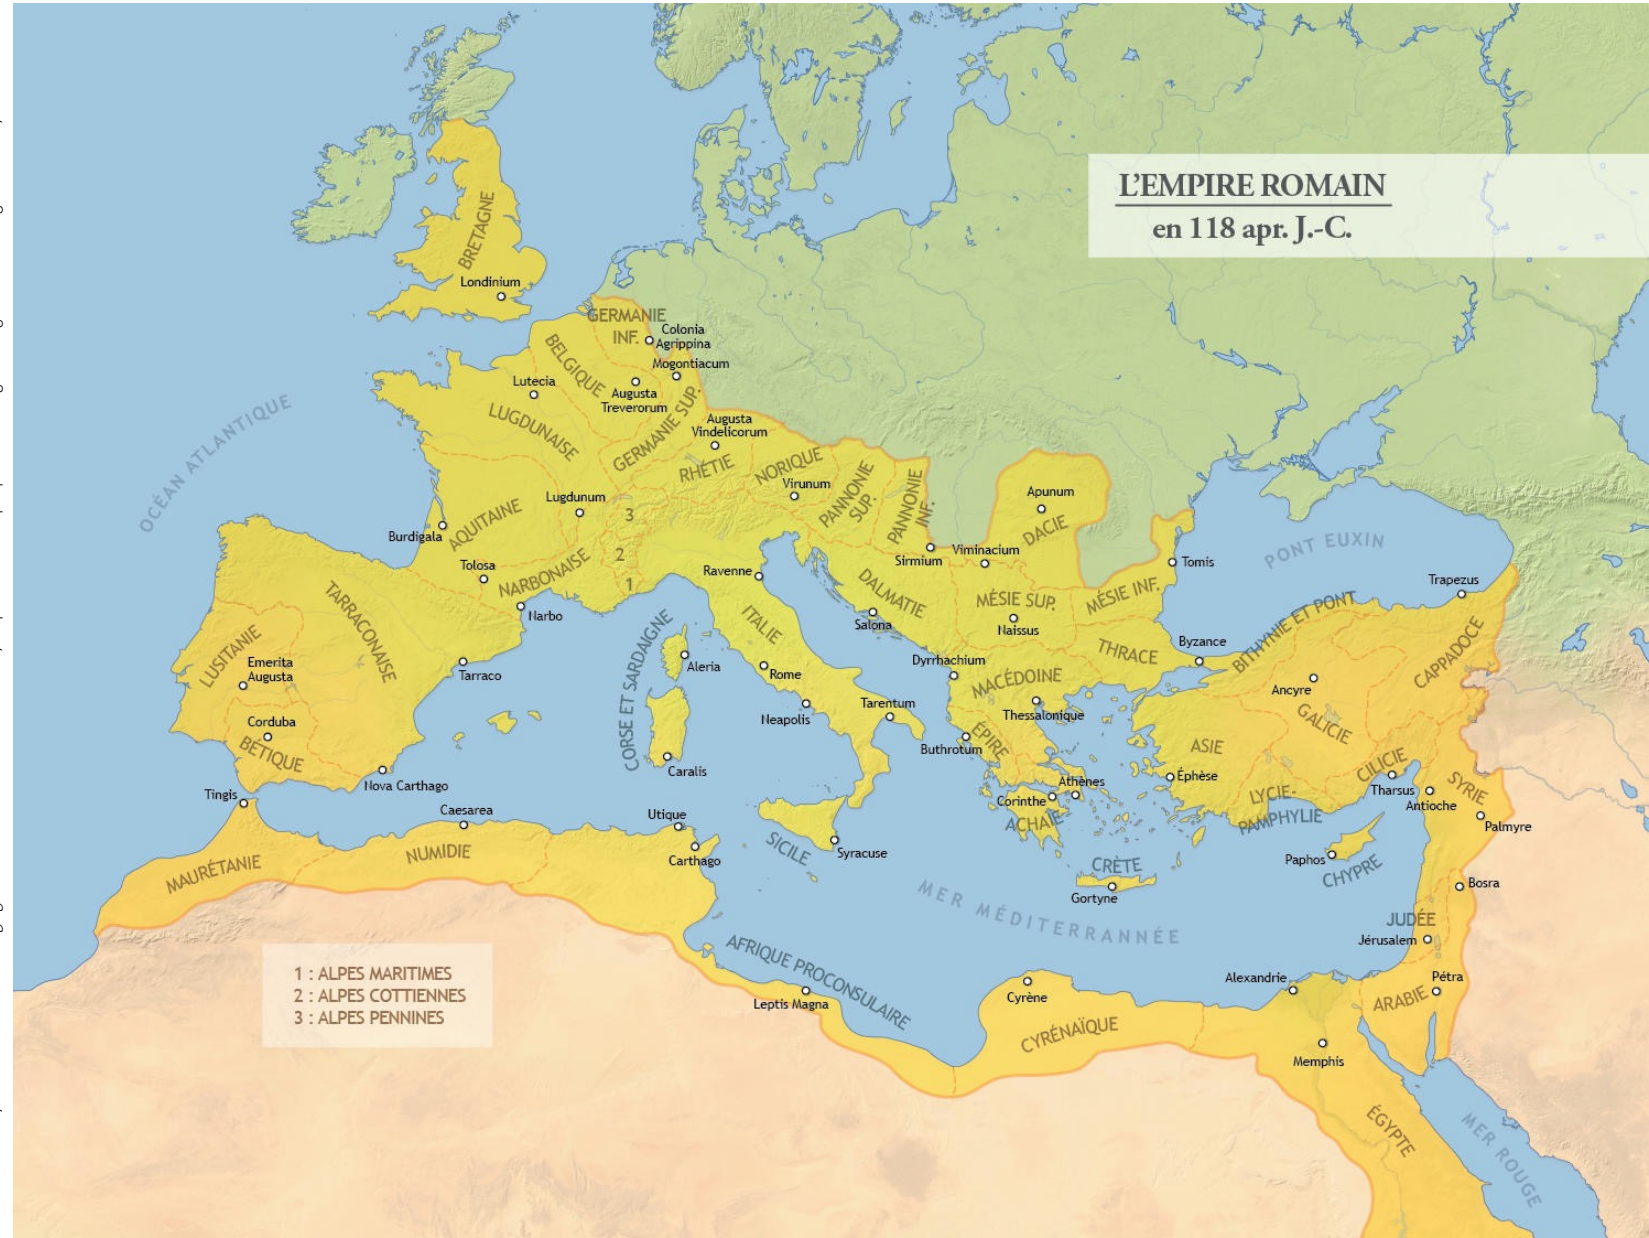 L'EMPIRE ROMAIN
en 118 apr. J.-C.
BRETAGNE
Londinium
GERMANIE
INF.
Colonia
Agrippina
BELGIQUE
Mogontiacum
Lutecia
Augusta
Treverorum
LUGDUNAISE
GERMANIE SUP.
Augusta
Vindelicorum
RHÉTIE
NORIQUE
Virunum
PANNONIE
SUP.
PANNONIE
INF.
Apunum
DACIE
OCÉAN ATLANTIQUE
Lugdunum
AQUITAINE
Burdigala
3
2
1
Sirmium
Viminacium
Tomis
PONT EUXIN
Trapezus
Tolosa
NARBONAISE
Narbo
Ravenne
DALMATIE
Salona
MÉSIE SUP.
Naissus
MÉSIE INF.
TARRACONAISE
LUSITANIE
Emerita
Augusta
Tarraco
CORSE ET SARDAIGNE
Aleria
ITALIE
Rome
Neapolis
Tarentum
Dyrrhachium
MACÉDOINE
Thessalonique
THRACE
Byzance
BITHYNIE ET PONT
Ancyre
GALICIE
CAPPADOCE
Corduba
BÉTIQUE
Nova Carthago
Caralis
Buthrotum
ÉPIRE
Athènes
Corinthe
ACHAÏE
ASIE
Éphèse
LYCIE-
PAMPHYLIE
CILICIE
Tharsus
Antioche
SYRIE
Palmyre
Tingis
Caesarea
Utique
Carthago
MAURÉTANIE
NUMIDIE
SICILE
Syracuse
CRÈTE
Gortyne
Paphos
CHYPRE
Bosra
MER MÉDITERRANNÉE
JUDÉE
Jérusalem
AFRIQUE PROCONSULAIRE
Leptis Magna
Cyrène
CYRÉNAÏQUE
Alexandrie
Pétra
ARABIE
Memphis
ÉGYPTE
MER ROUGE
1 : ALPES MARITIMES
2 : ALPES COTTIENNES
3 : ALPES PENNINES